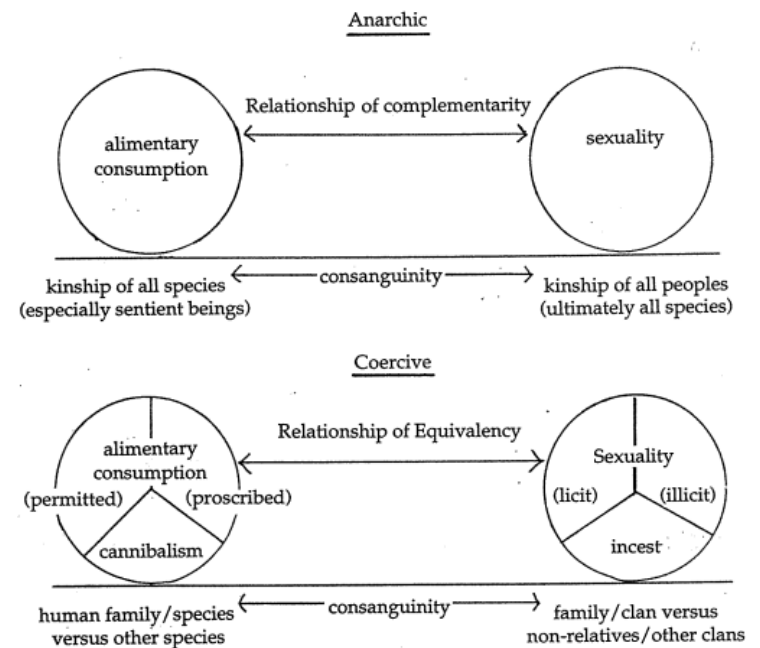 Anarchic
Relationship of complementarity
alimentary
consumption
sexuality
consanguinity
kinship of all species
(especially sentient beings)
kinship of all peoples
(ultimately all species)
Coercive
Relationship of Equivalency
alimentary
consumption
(permitted) (proscribed)
cannibalism
Sexuality
(licit) (illicit)
incest
consanguinity
human family/species
versus other species
family/clan versus
non-relatives/other clans